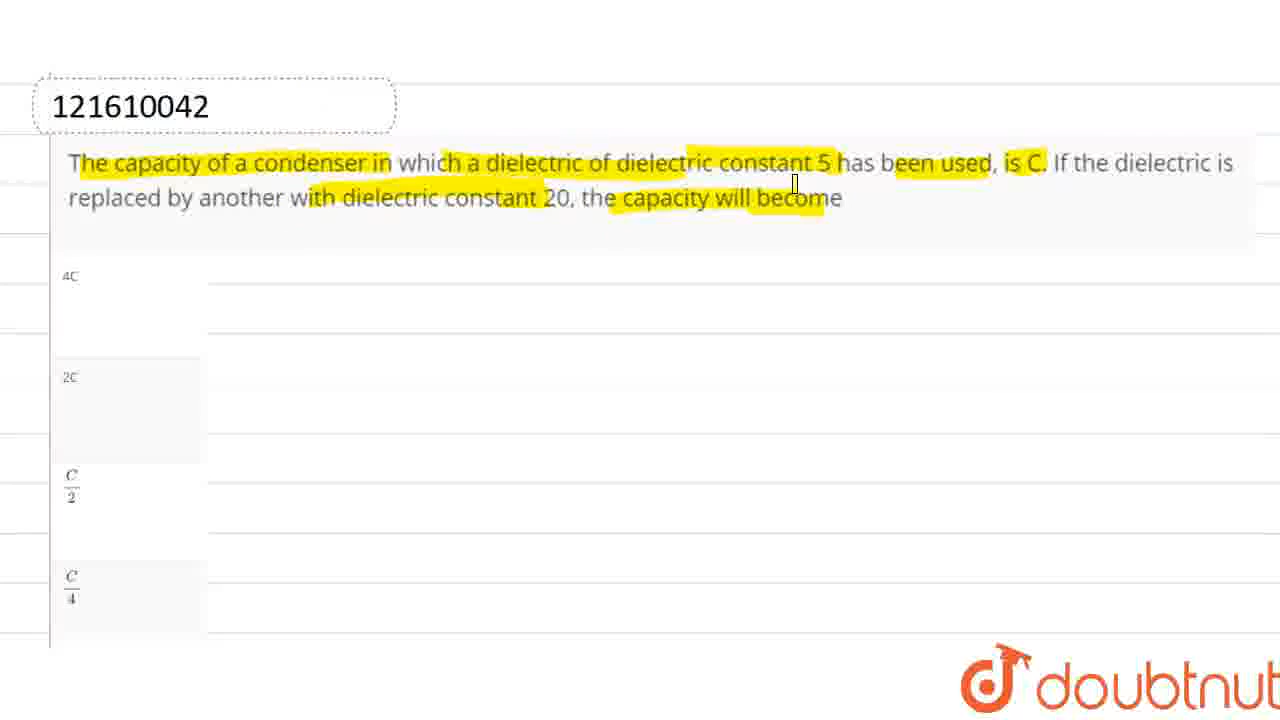 121610042
The capacity of a condenser in which a dielectric of dielectric constant 5 has been used, is C. If the dielectric is
replaced by another with dielectric constant 20, the capacity will become
4C
2C
C
2
C
4
doubtnut